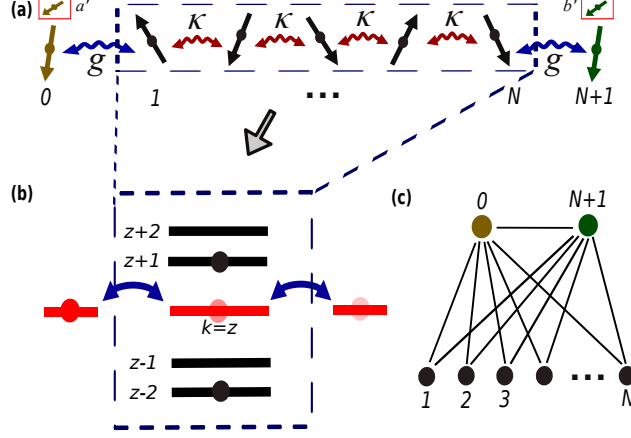 (a) a' b'
κ κ κ κ
g g
0 1 ... N N+1
(b)
z+2
z+1
k=z
z-1
z-2
(c)
0 N+1
1 2 3 ... N